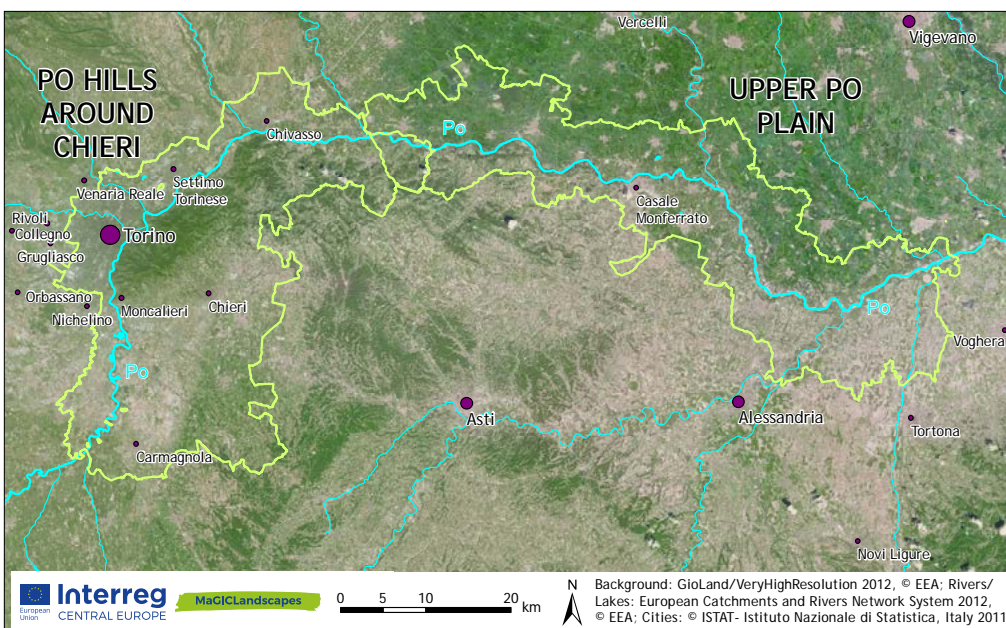 Vercelli
Vigevano
PO HILLS
AROUND
CHIERI
UPPER PO
PLAIN
Po
Chivasso
Venaria Reale
Settimo
Torinese
Casale
Monferrato
Rivoli
Collegno
Torino
Grugliasco
Orbassano
Nichelino
Moncalieri
Chieri
Po
Voghera
Po
Asti
Alessandria
Tortona
Carmagnola
Novi Ligure
European
Union
Interreg
CENTRAL EUROPE
MaGICLandscapes
0 5 10 20
km
N
Background: GioLand/VeryHighResolution 2012, © EEA; Rivers/
Lakes: European Catchments and Rivers Network System 2012,
© EEA; Cities: © ISTAT- Istituto Nazionale di Statistica, Italy 2011